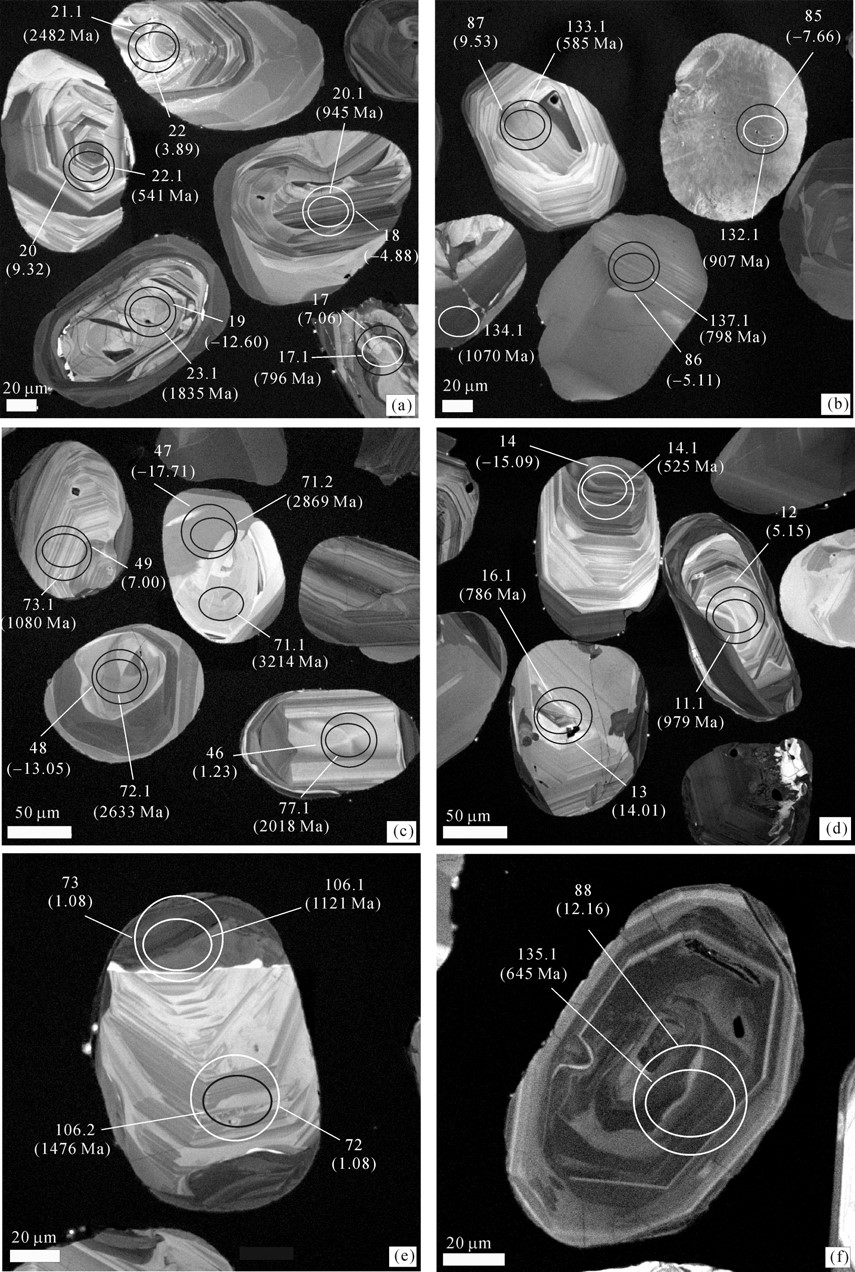 21.1
(2482 Ma)
22
(3.89)
20.1
(945 Ma)
22.1
(541 Ma)
20
(9.32)
18
(−4.88)
19
(−12.60)
23.1
(1835 Ma)
17
(7.06)
17.1
(796 Ma)
20 μm
(a)
87
(9.53)
133.1
(585 Ma)
85
(−7.66)
132.1
(907 Ma)
134.1
(1070 Ma)
137.1
(798 Ma)
86
(−5.11)
20 μm
(b)
47
(−17.71)
71.2
(2869 Ma)
49
(7.00)
73.1
(1080 Ma)
71.1
(3214 Ma)
48
(−13.05)
72.1
(2633 Ma)
46
(1.23)
77.1
(2018 Ma)
50 μm
(c)
14
(−15.09)
14.1
(525 Ma)
12
(5.15)
16.1
(786 Ma)
11.1
(979 Ma)
13
(14.01)
50 μm
(d)
73
(1.08)
106.1
(1121 Ma)
106.2
(1476 Ma)
72
(1.08)
20 μm
(e)
88
(12.16)
135.1
(645 Ma)
20 μm
(f)